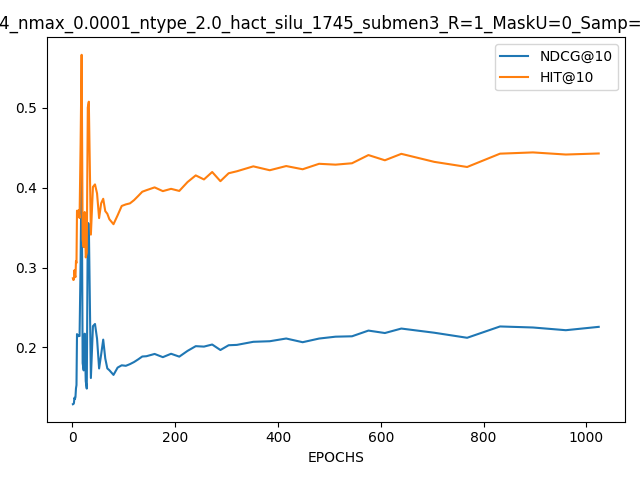 4_nmax_0.0001_ntype_2.0_hact_silu_1745_submen3_R=1_MaskU=0_Samp=
NDCG@10
HIT@10
0.5
0.4
0.3
0.2
0 200 400 600 800 1000
EPOCHS